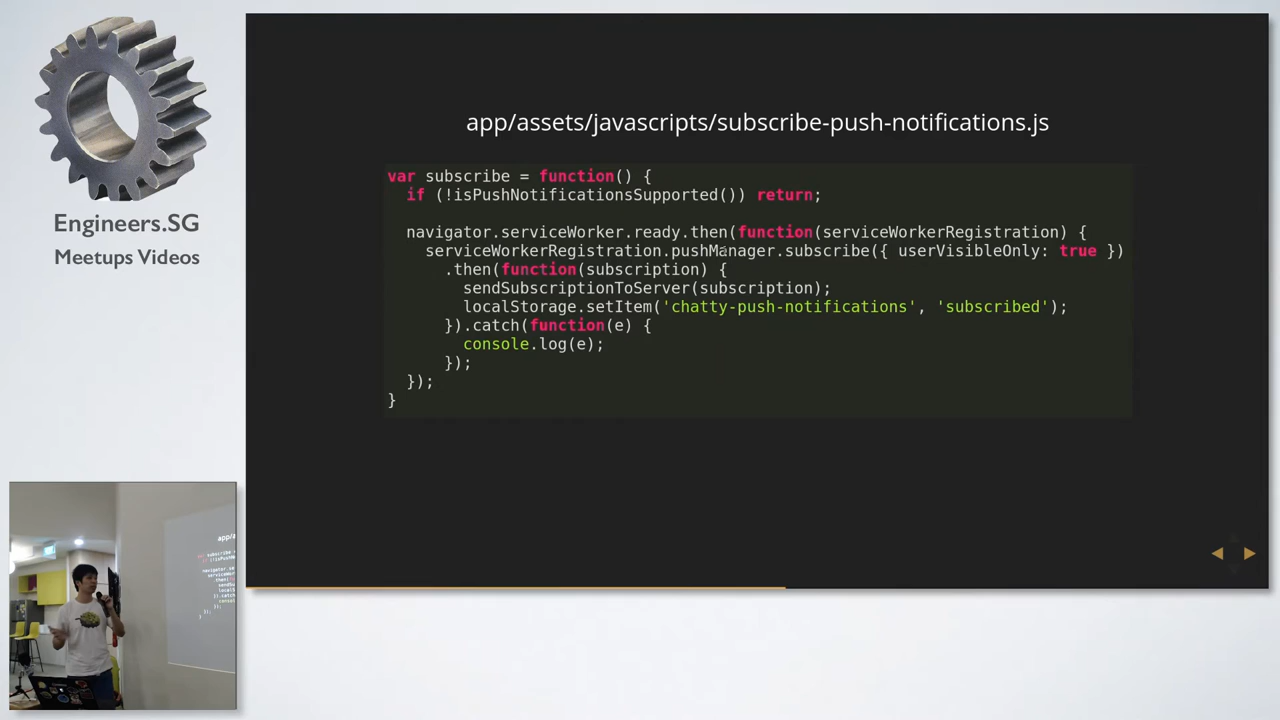 Engineers.SG
Meetups Videos
app/assets/javascripts/subscribe-push-notifications.js
var subscribe = function() {
if (!isPushNotificationsSupported()) return;
navigator.serviceWorker.ready.then(function(serviceWorkerRegistration) {
serviceWorkerRegistration.pushManager.subscribe({ userVisibleOnly: true })
.then(function(subscription) {
sendSubscriptionToServer(subscription);
localStorage.setItem('chatty-push-notifications', 'subscribed');
}).catch(function(e) {
console.log(e);
});
});
}